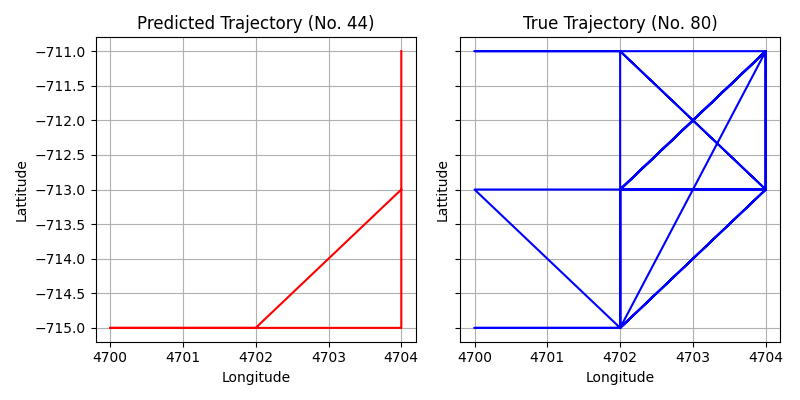 Predicted Trajectory (No. 44)
True Trajectory (No. 80)
−711.0
−711.5
−712.0
−712.5
−713.0
−713.5
−714.0
−714.5
−715.0
Lattitude
Lattitude
4700 4701 4702 4703 4704
4700 4701 4702 4703 4704
Longitude
Longitude